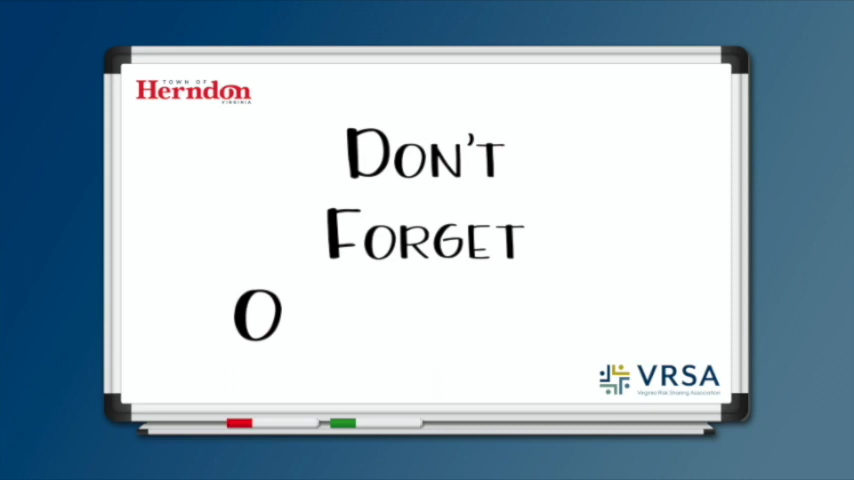 TOWN OF
Herndon
VIRGINIA
DON'T
FORGET
O
VRSA
Virginia Risk Sharing Association